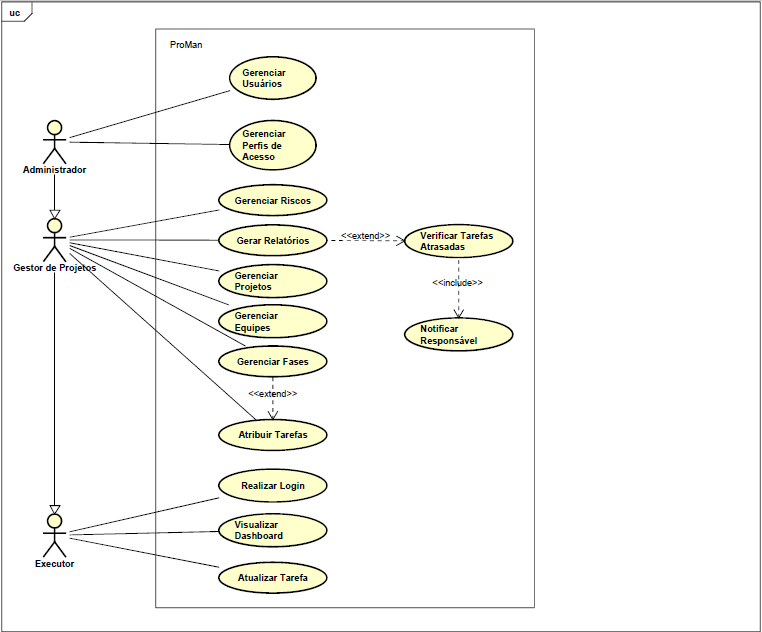 uc
ProMan
Gerenciar
Usuários
Gerenciar
Perfis de
Acesso
Administrador
Gerenciar Riscos
Gerar Relatórios
<<extend>>
Verificar Tarefas
Atrasadas
Gestor de Projetos
Gerenciar
Projetos
<<include>>
Gerenciar
Equipes
Notificar
Responsável
Gerenciar Fases
<<extend>>
Atribuir Tarefas
Realizar Login
Visualizar
Dashboard
Executor
Atualizar Tarefa